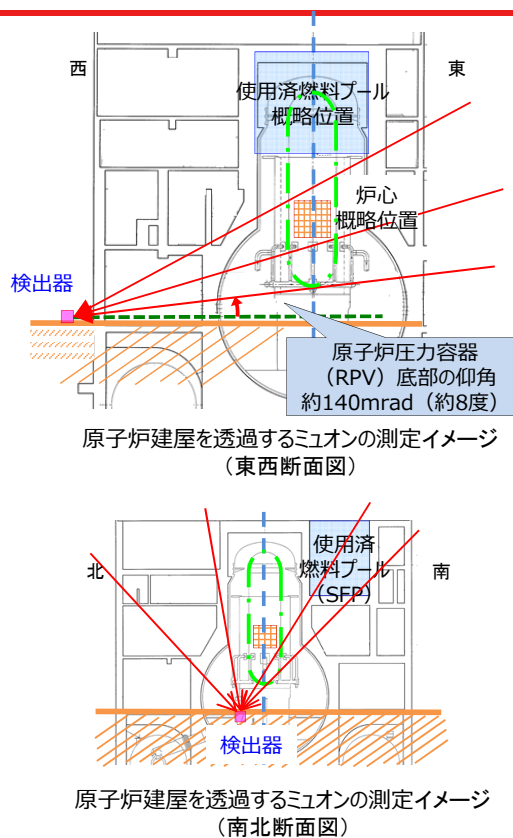 西
東
使用済燃料プール
概略位置
炉心
概略位置
検出器
原子炉圧力容器
（RPV）底部の仰角
約140mrad（約8度）
原子炉建屋を透過するミュオンの測定イメージ
（東西断面図）
北
南
使用済
燃料プール
（SFP）
検出器
原子炉建屋を透過するミュオンの測定イメージ
（南北断面図）